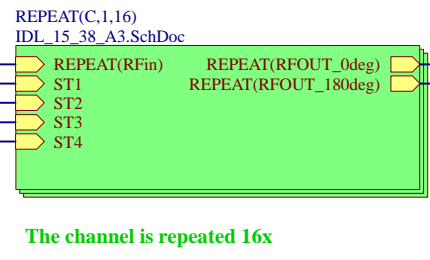 REPEAT(C,1,16)
IDL_15_38_A3.SchDoc
REPEAT(RFin) REPEAT(RFOUT_0deg)
ST1 REPEAT(RFOUT_180deg)
ST2
ST3
ST4
The channel is repeated 16x